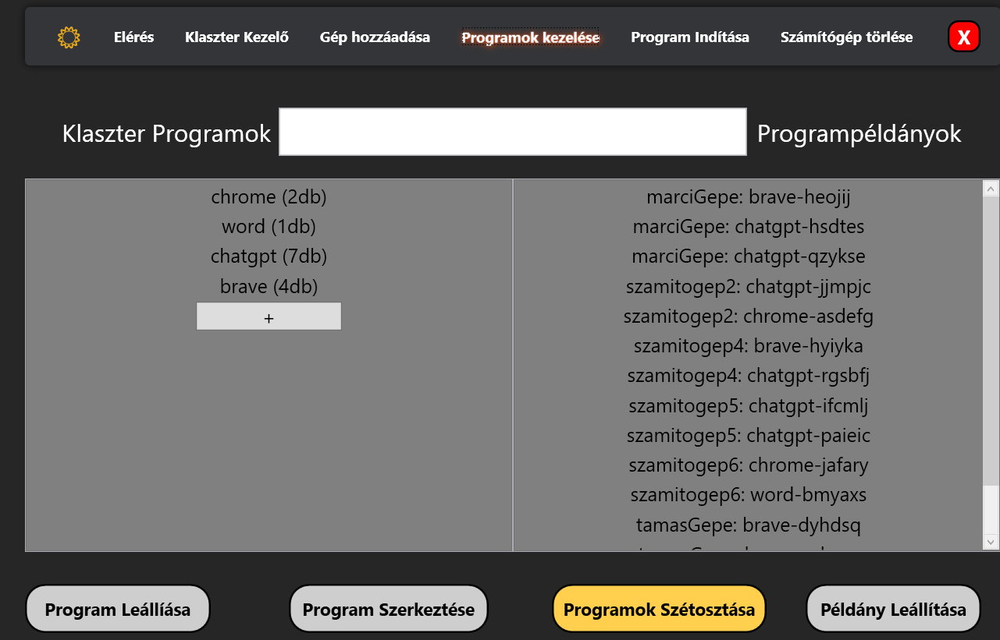 Elérés Klaszter Kezelő Gép hozzáadása Programok kezelése Program Indítása Számítógép törlése X
Klaszter Programok Programpéldányok
chrome (2db)
word (1db)
chatgpt (7db)
brave (4db)
+
marciGepe: brave-heojij
marciGepe: chatgpt-hsdtes
marciGepe: chatgpt-qzykse
szamitogep2: chatgpt-jjmpjc
szamitogep2: chrome-asdefg
szamitogep4: brave-hyiyka
szamitogep4: chatgpt-rgsbfj
szamitogep5: chatgpt-ifcmlj
szamitogep5: chatgpt-paieic
szamitogep6: chrome-jafary
szamitogep6: word-bmyaxs
tamasGepe: brave-dyhdsq
Program Leállíása Program Szerkeztése Programok Szétosztása Példány Leállítása